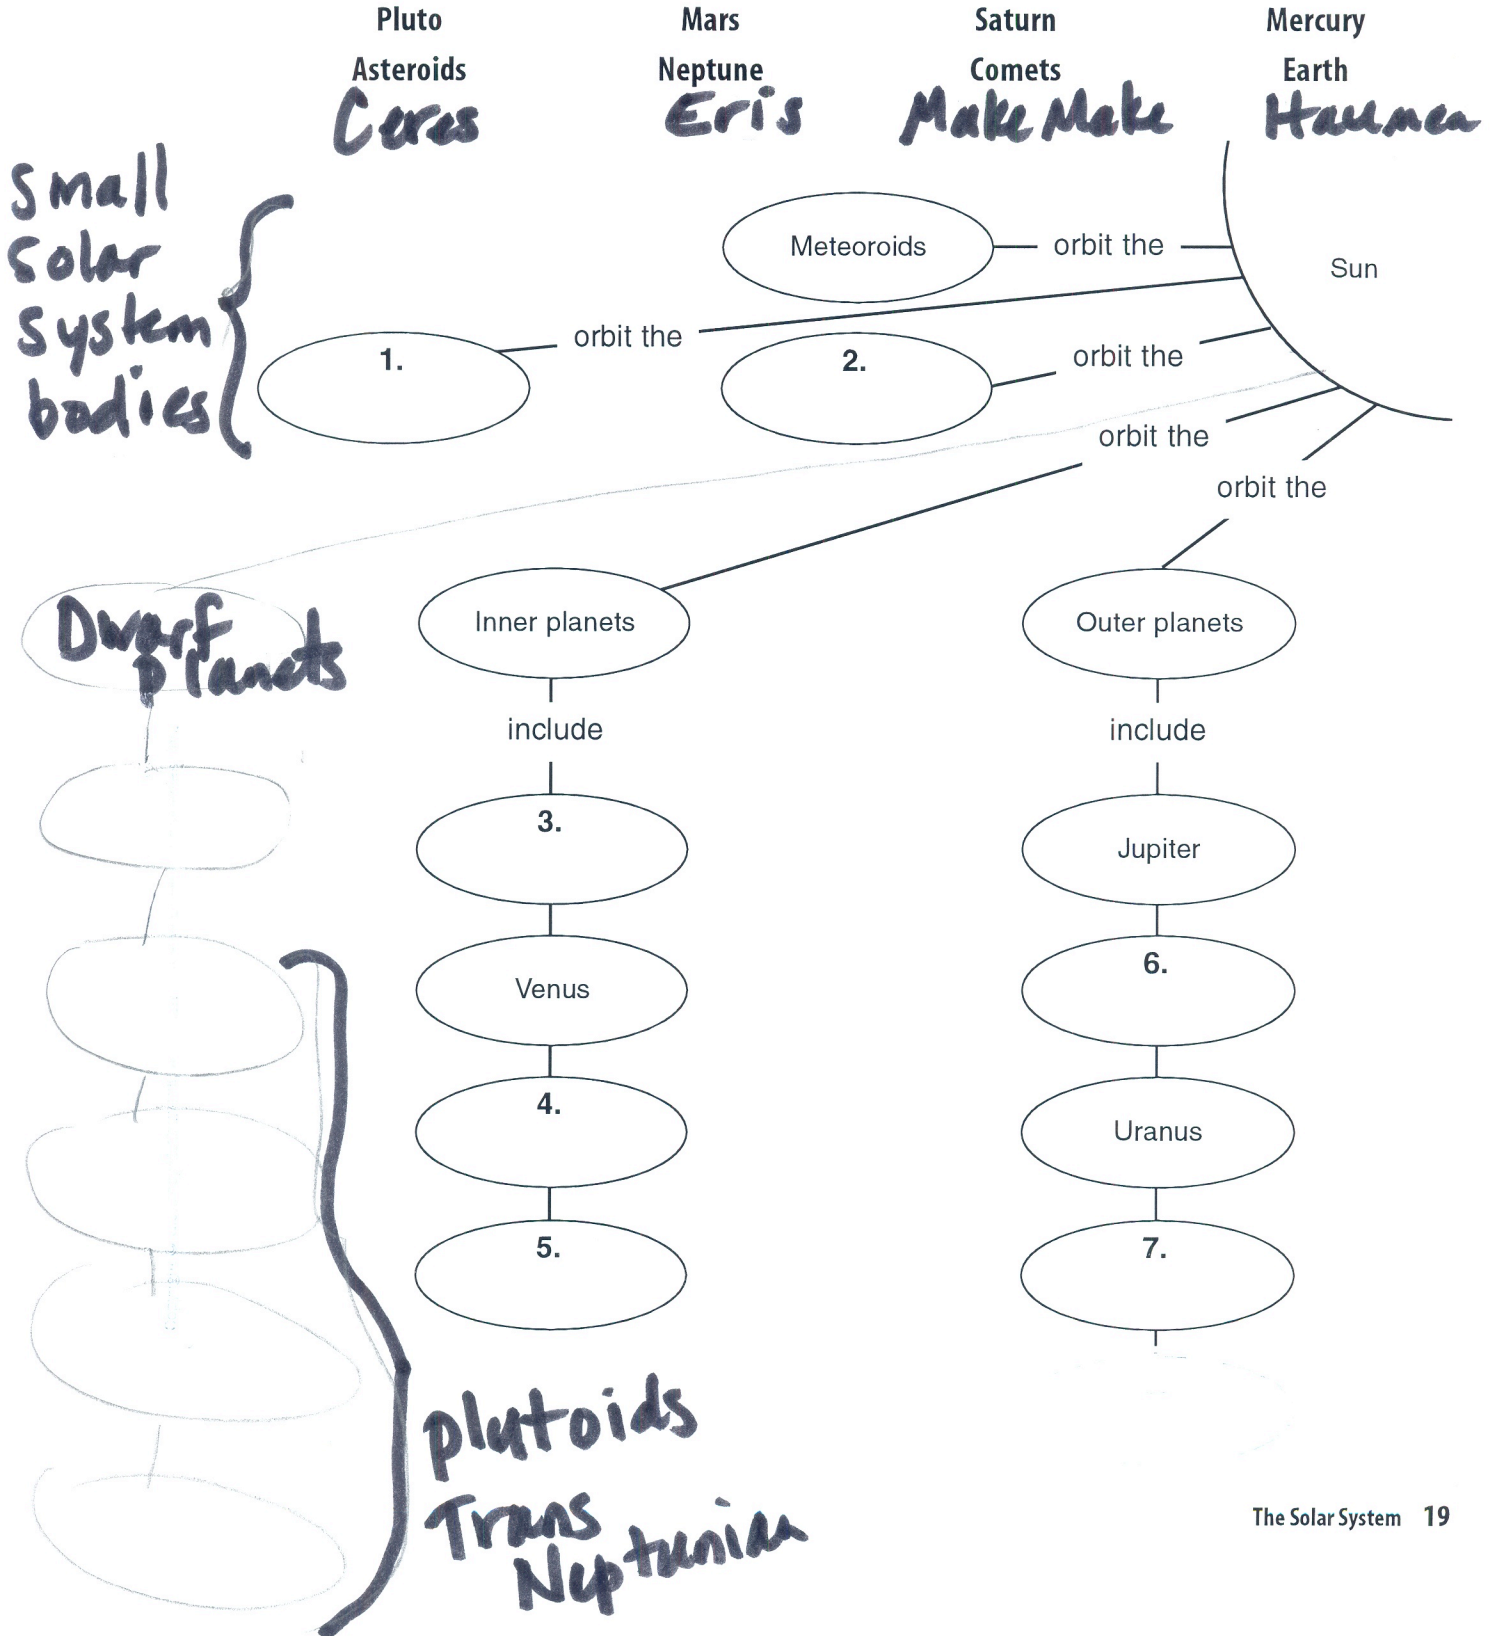 Pluto Mars Saturn Mercury
Asteroids Neptune Comets Earth
Ceres Eris Make Make Haumea
Small
Solar
System
bodies
Meteoroids orbit the Sun
1. orbit the
2. orbit the
orbit the
orbit the
Dwarf
planets
Inner planets
Outer planets
include
include
3.
Jupiter
Venus
6.
4.
Uranus
5.
7.
plutoids
Trans
Neptunian
The Solar System 19